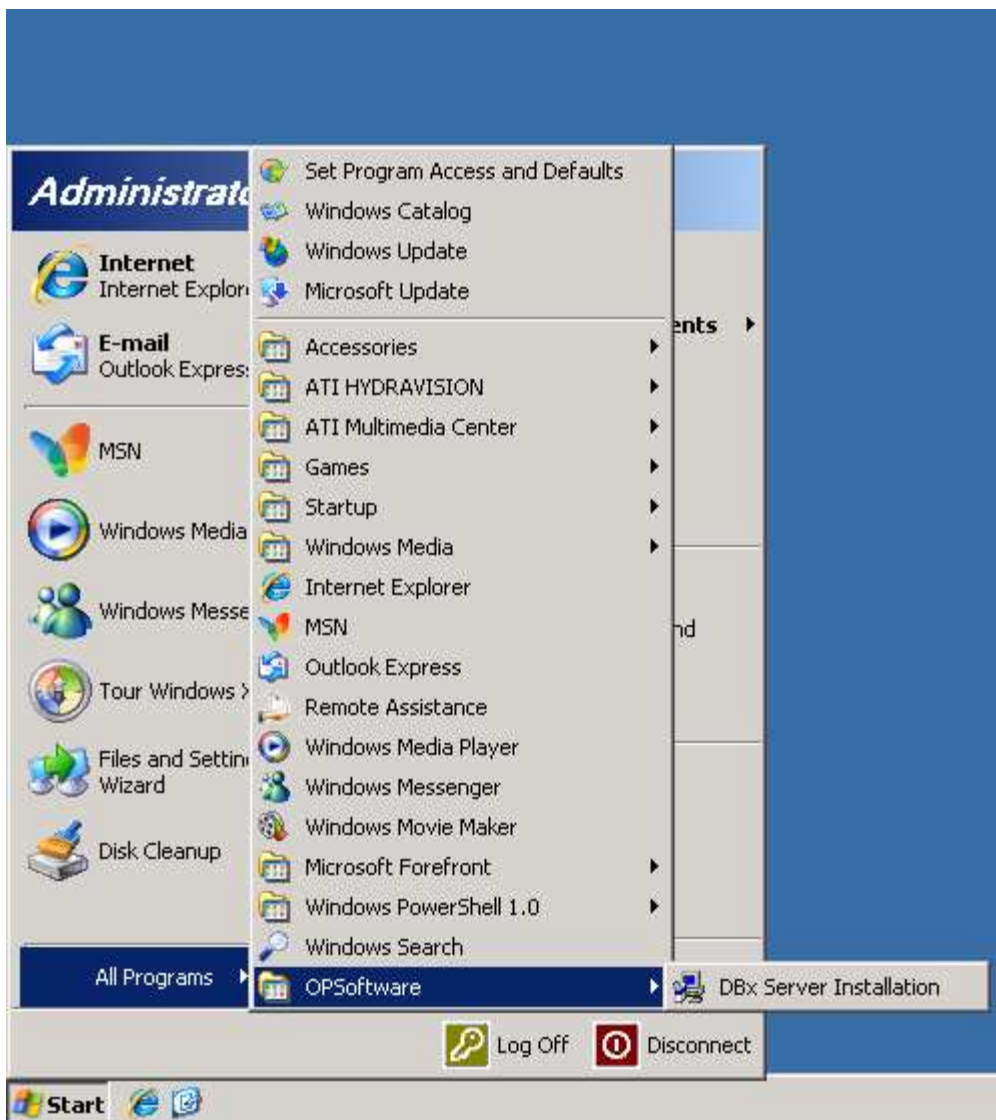 Administrato
Internet
Internet Explor
E-mail
Outlook Expres
MSN
Windows Media
Windows Messe
Tour Windows
Files and Settin
Wizard
Disk Cleanup
All Programs
Set Program Access and Defaults
Windows Catalog
Windows Update
Microsoft Update
Accessories
ATI HYDRAVISION
ATI Multimedia Center
Games
Startup
Windows Media
Internet Explorer
MSN
Outlook Express
Remote Assistance
Windows Media Player
Windows Messenger
Windows Movie Maker
Microsoft Forefront
Windows PowerShell 1.0
Windows Search
OPSoftware
ents
nd
DBx Server Installation
Log Off
Disconnect
Start